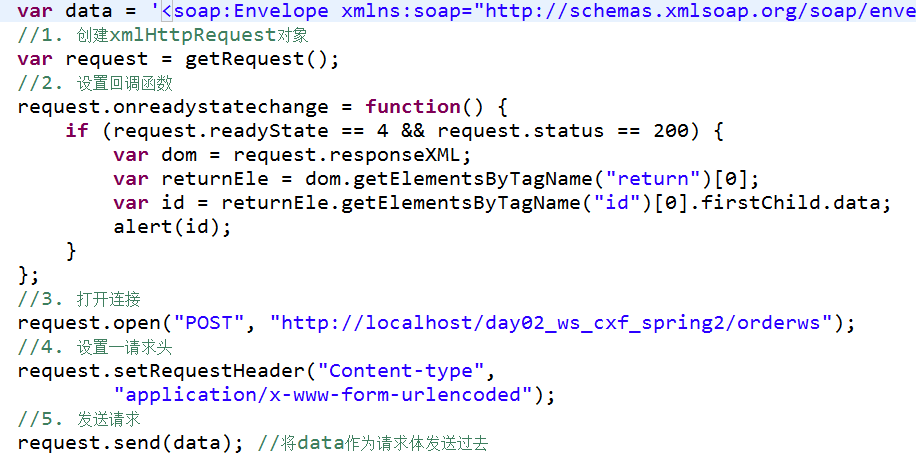 var data = '<soap:Envelope xmlns:soap="http://schemas.xmlsoap.org/soap/enve
//1. 创建xmlHttpRequest对象
var request = getRequest();
//2. 设置回调函数
request.onreadystatechange = function() {
    if (request.readyState == 4 && request.status == 200) {
        var dom = request.responseXML;
        var returnEle = dom.getElementsByTagName("return")[0];
        var id = returnEle.getElementsByTagName("id")[0].firstChild.data;
        alert(id);
    }
};
//3. 打开连接
request.open("POST", "http://localhost/day02_ws_cxf_spring2/orderws");
//4. 设置一请求头
request.setRequestHeader("Content-type",
        "application/x-www-form-urlencoded");
//5. 发送请求
request.send(data); //将data作为请求体发送过去